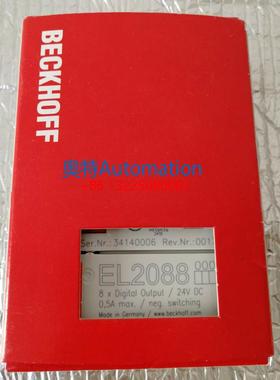 BECKHOFF
奥特Automation
Ser.Nr.: 34140006 Rev.Nr.:001
EL2088
8 x Digital Output / 24V DC
0,5A max. / neg. switching
Made in Germany / www.beckhoff.com